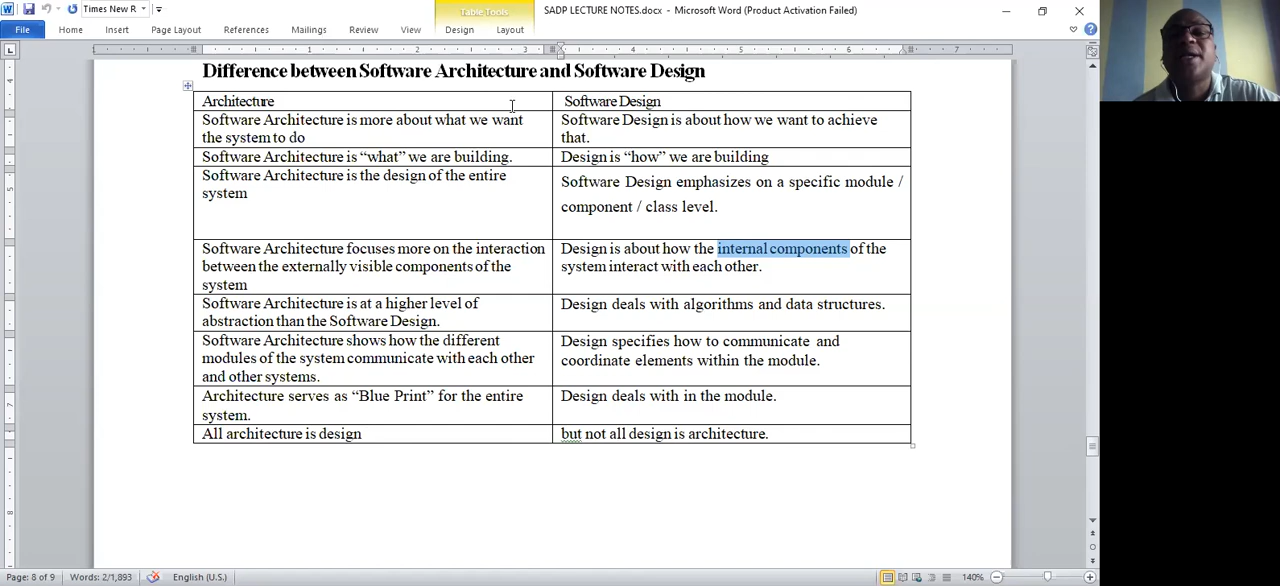 Times New R
Table Tools
SADP LECTURE NOTES.docx - Microsoft Word (Product Activation Failed)
File Home Insert Page Layout References Mailings Review View Design Layout
1 2 3 4 5 6 7
Difference between Software Architecture and Software Design
Architecture
Software Design
Software Architecture is more about what we want
the system to do
Software Design is about how we want to achieve
that.
Software Architecture is “what” we are building.
Design is “how” we are building
Software Architecture is the design of the entire
system
Software Design emphasizes on a specific module /
component / class level.
Software Architecture focuses more on the interaction
between the externally visible components of the
system
Design is about how the internal components of the
system interact with each other.
Software Architecture is at a higher level of
abstraction than the Software Design.
Design deals with algorithms and data structures.
Software Architecture shows how the different
modules of the system communicate with each other
and other systems.
Design specifies how to communicate and
coordinate elements within the module.
Architecture serves as “Blue Print” for the entire
system.
Design deals with in the module.
All architecture is design
but not all design is architecture.
Page: 8 of 9 Words: 2/1,893 English (U.S.) 140%